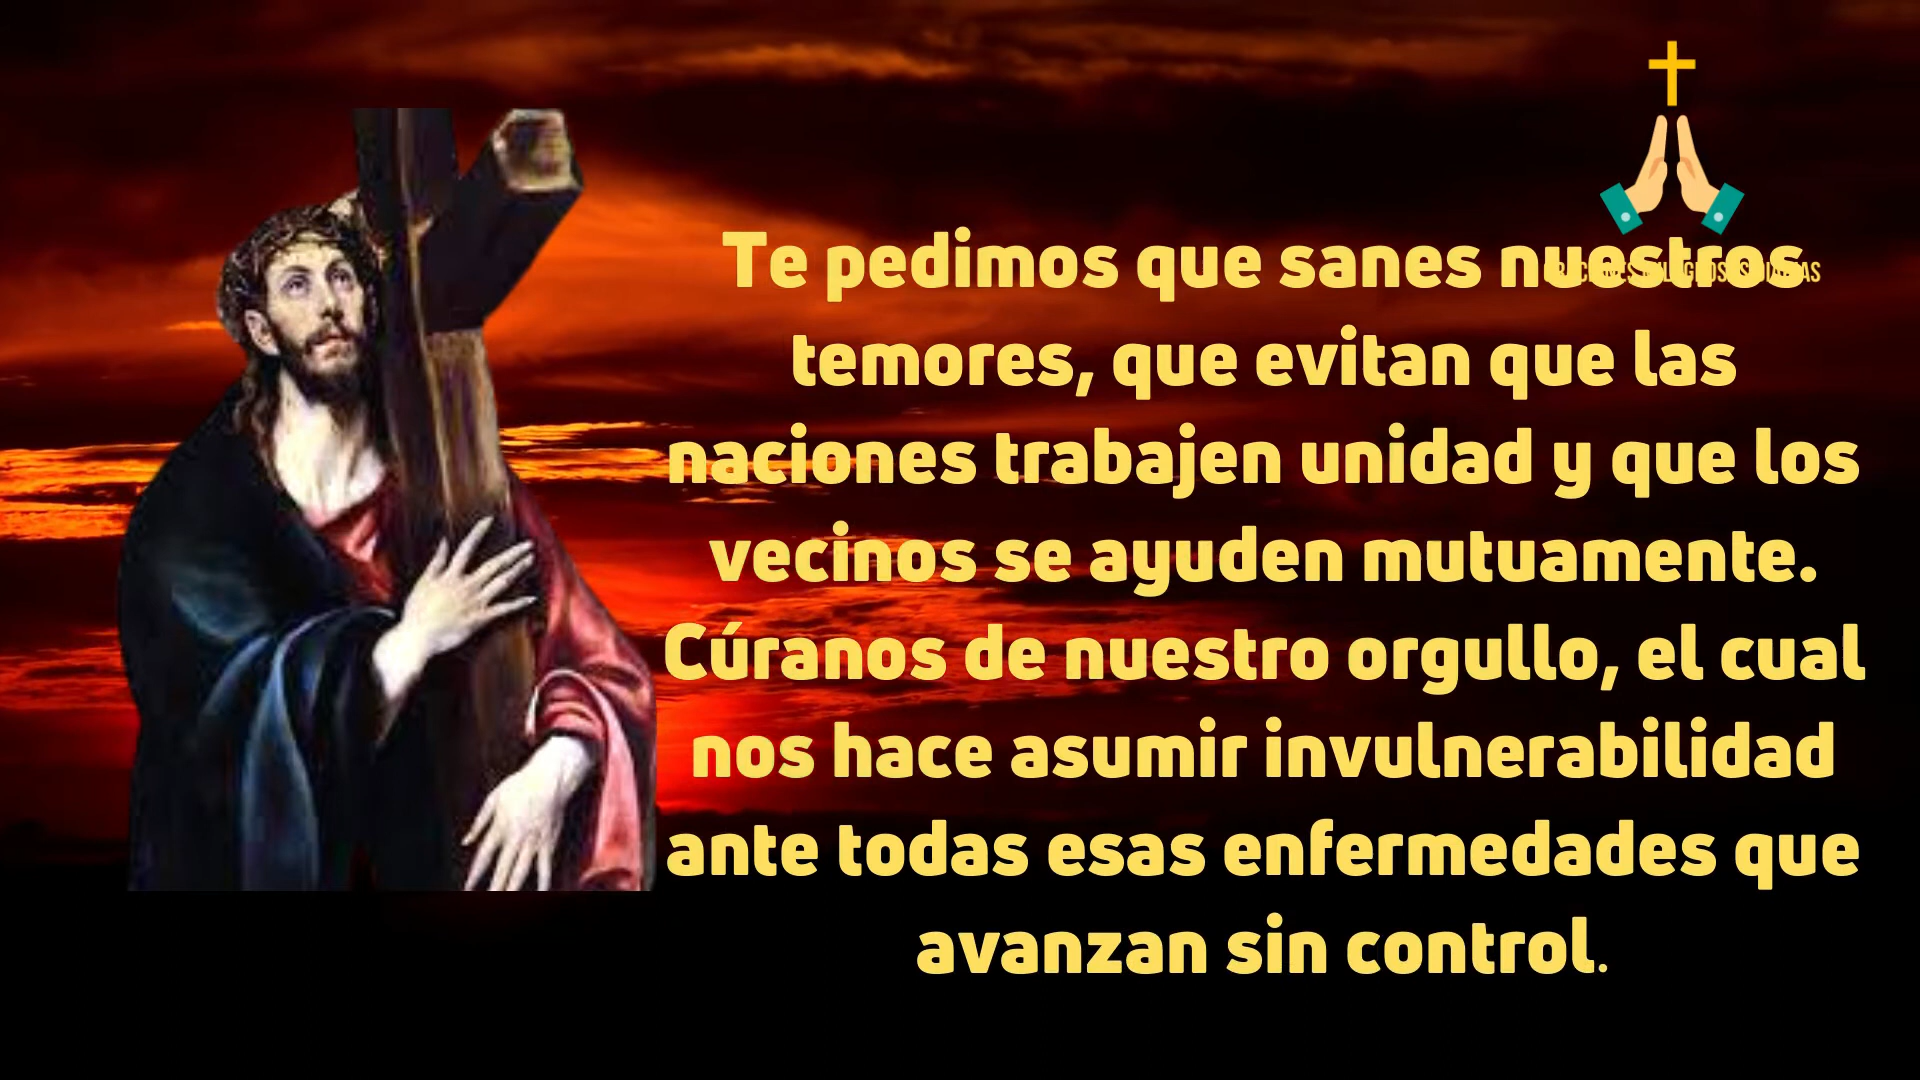 Te pedimos que sanes nuestros
temores, que evitan que las
naciones trabajen unidad y que los
vecinos se ayuden mutuamente.
Cúranos de nuestro orgullo, el cual
nos hace asumir invulnerabilidad
ante todas esas enfermedades que
avanzan sin control.